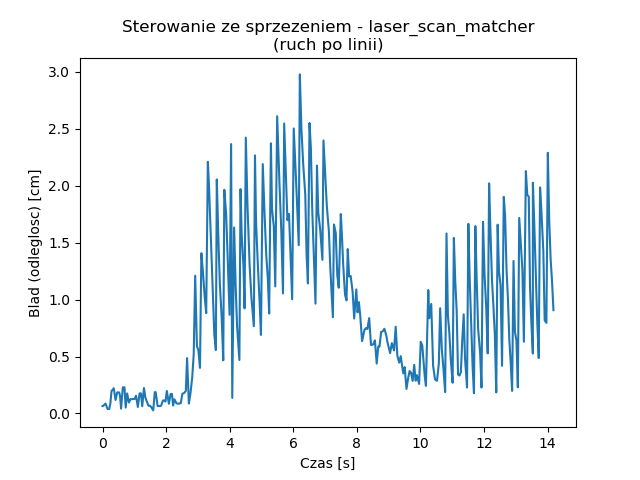 Sterowanie ze sprzezeniem - laser_scan_matcher
(ruch po linii)
3.0
2.5
2.0
1.5
1.0
0.5
0.0
Blad (odleglosc) [cm]
0 2 4 6 8 10 12 14
Czas [s]